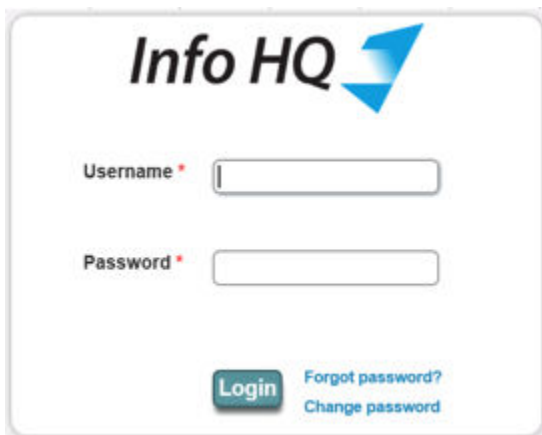 Info HQ
Username *
Password *
Login
Forgot password?
Change password